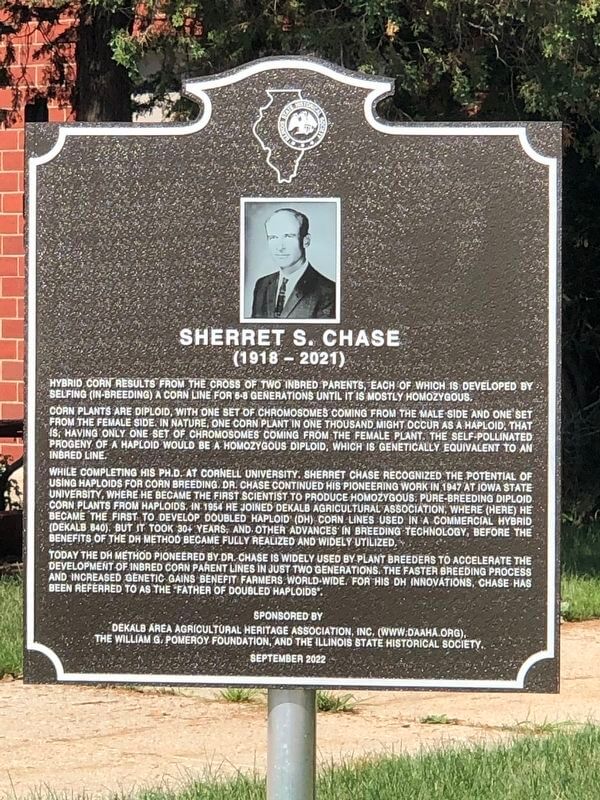 SHERRET S. CHASE
(1918 – 2021)
HYBRID CORN RESULTS FROM THE CROSS OF TWO INBRED PARENTS, EACH OF WHICH IS DEVELOPED BY
SELFING (IN-BREEDING) A CORN LINE FOR 6-8 GENERATIONS UNTIL IT IS MOSTLY HOMOZYGOUS.
CORN PLANTS ARE DIPLOID, WITH ONE SET OF CHROMOSOMES COMING FROM THE MALE SIDE AND ONE SET
FROM THE FEMALE SIDE. IN NATURE, ONE CORN PLANT IN ONE THOUSAND MIGHT OCCUR AS A HAPLOID, THAT
IS, HAVING ONLY ONE SET OF CHROMOSOMES COMING FROM THE FEMALE PLANT. THE SELF-POLLINATED
PROGENY OF A HAPLOID WOULD BE A HOMOZYGOUS DIPLOID, WHICH IS GENETICALLY EQUIVALENT TO AN
INBRED LINE.
WHILE COMPLETING HIS PH.D. AT CORNELL UNIVERSITY, SHERRET CHASE RECOGNIZED THE POTENTIAL OF
USING HAPLOIDS FOR CORN BREEDING. DR. CHASE CONTINUED HIS PIONEERING WORK IN 1947 AT IOWA STATE
UNIVERSITY, WHERE HE BECAME THE FIRST SCIENTIST TO PRODUCE HOMOZYGOUS, PURE-BREEDING DIPLOID
CORN PLANTS FROM HAPLOIDS. IN 1954 HE JOINED DEKALB AGRICULTURAL ASSOCIATION, WHERE (HERE) HE
BECAME THE FIRST TO DEVELOP DOUBLED HAPLOID (DH) CORN LINES USED IN A COMMERCIAL HYBRID
(DEKALB 640). BUT IT TOOK 30+ YEARS, AND OTHER ADVANCES IN BREEDING TECHNOLOGY, BEFORE THE
BENEFITS OF THE DH METHOD BECAME FULLY REALIZED AND WIDELY UTILIZED.
TODAY THE DH METHOD PIONEERED BY DR. CHASE IS WIDELY USED BY PLANT BREEDERS TO ACCELERATE THE
DEVELOPMENT OF INBRED CORN PARENT LINES IN JUST TWO GENERATIONS. THE FASTER BREEDING PROCESS
AND INCREASED GENETIC GAINS BENEFIT FARMERS WORLD-WIDE. FOR HIS DH INNOVATIONS, CHASE HAS
BEEN REFERRED TO AS THE "FATHER OF DOUBLED HAPLOIDS".
SPONSORED BY
DEKALB AREA AGRICULTURAL HERITAGE ASSOCIATION, INC. (WWW.DAAHA.ORG),
THE WILLIAM G. POMEROY FOUNDATION, AND THE ILLINOIS STATE HISTORICAL SOCIETY.
SEPTEMBER 2022